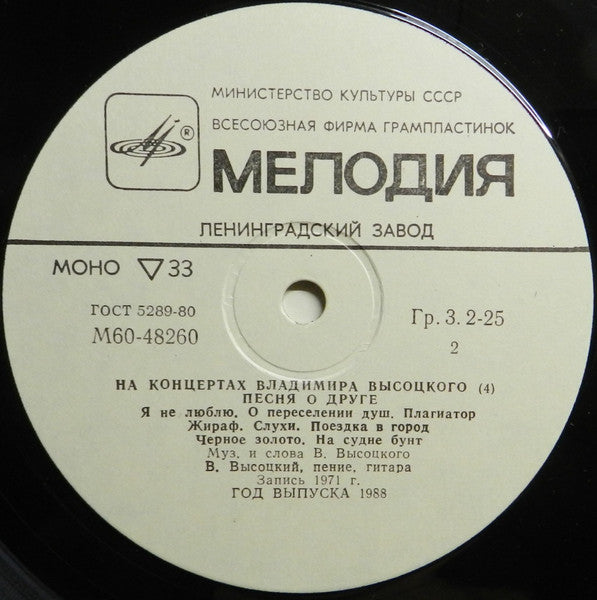 МИНИСТЕРСТВО КУЛЬТУРЫ СССР
ВСЕСОЮЗНАЯ ФИРМА ГРАМПЛАСТИНОК
®
МЕЛОДИЯ
ЛЕНИНГРАДСКИЙ ЗАВОД
МОНО ▽ 33
ГОСТ 5289-80
М60-48260
Гр. 3. 2-25
2
НА КОНЦЕРТАХ ВЛАДИМИРА ВЫСОЦКОГО (4)
ПЕСНЯ О ДРУГЕ
Я не люблю. О переселении душ. Плагиатор
Жираф. Слухи. Поездка в город
Черное золото. На судне бунт
Муз. и слова В. Высоцкого
В. Высоцкий, пение, гитара
Запись 1971 г.
ГОД ВЫПУСКА 1988